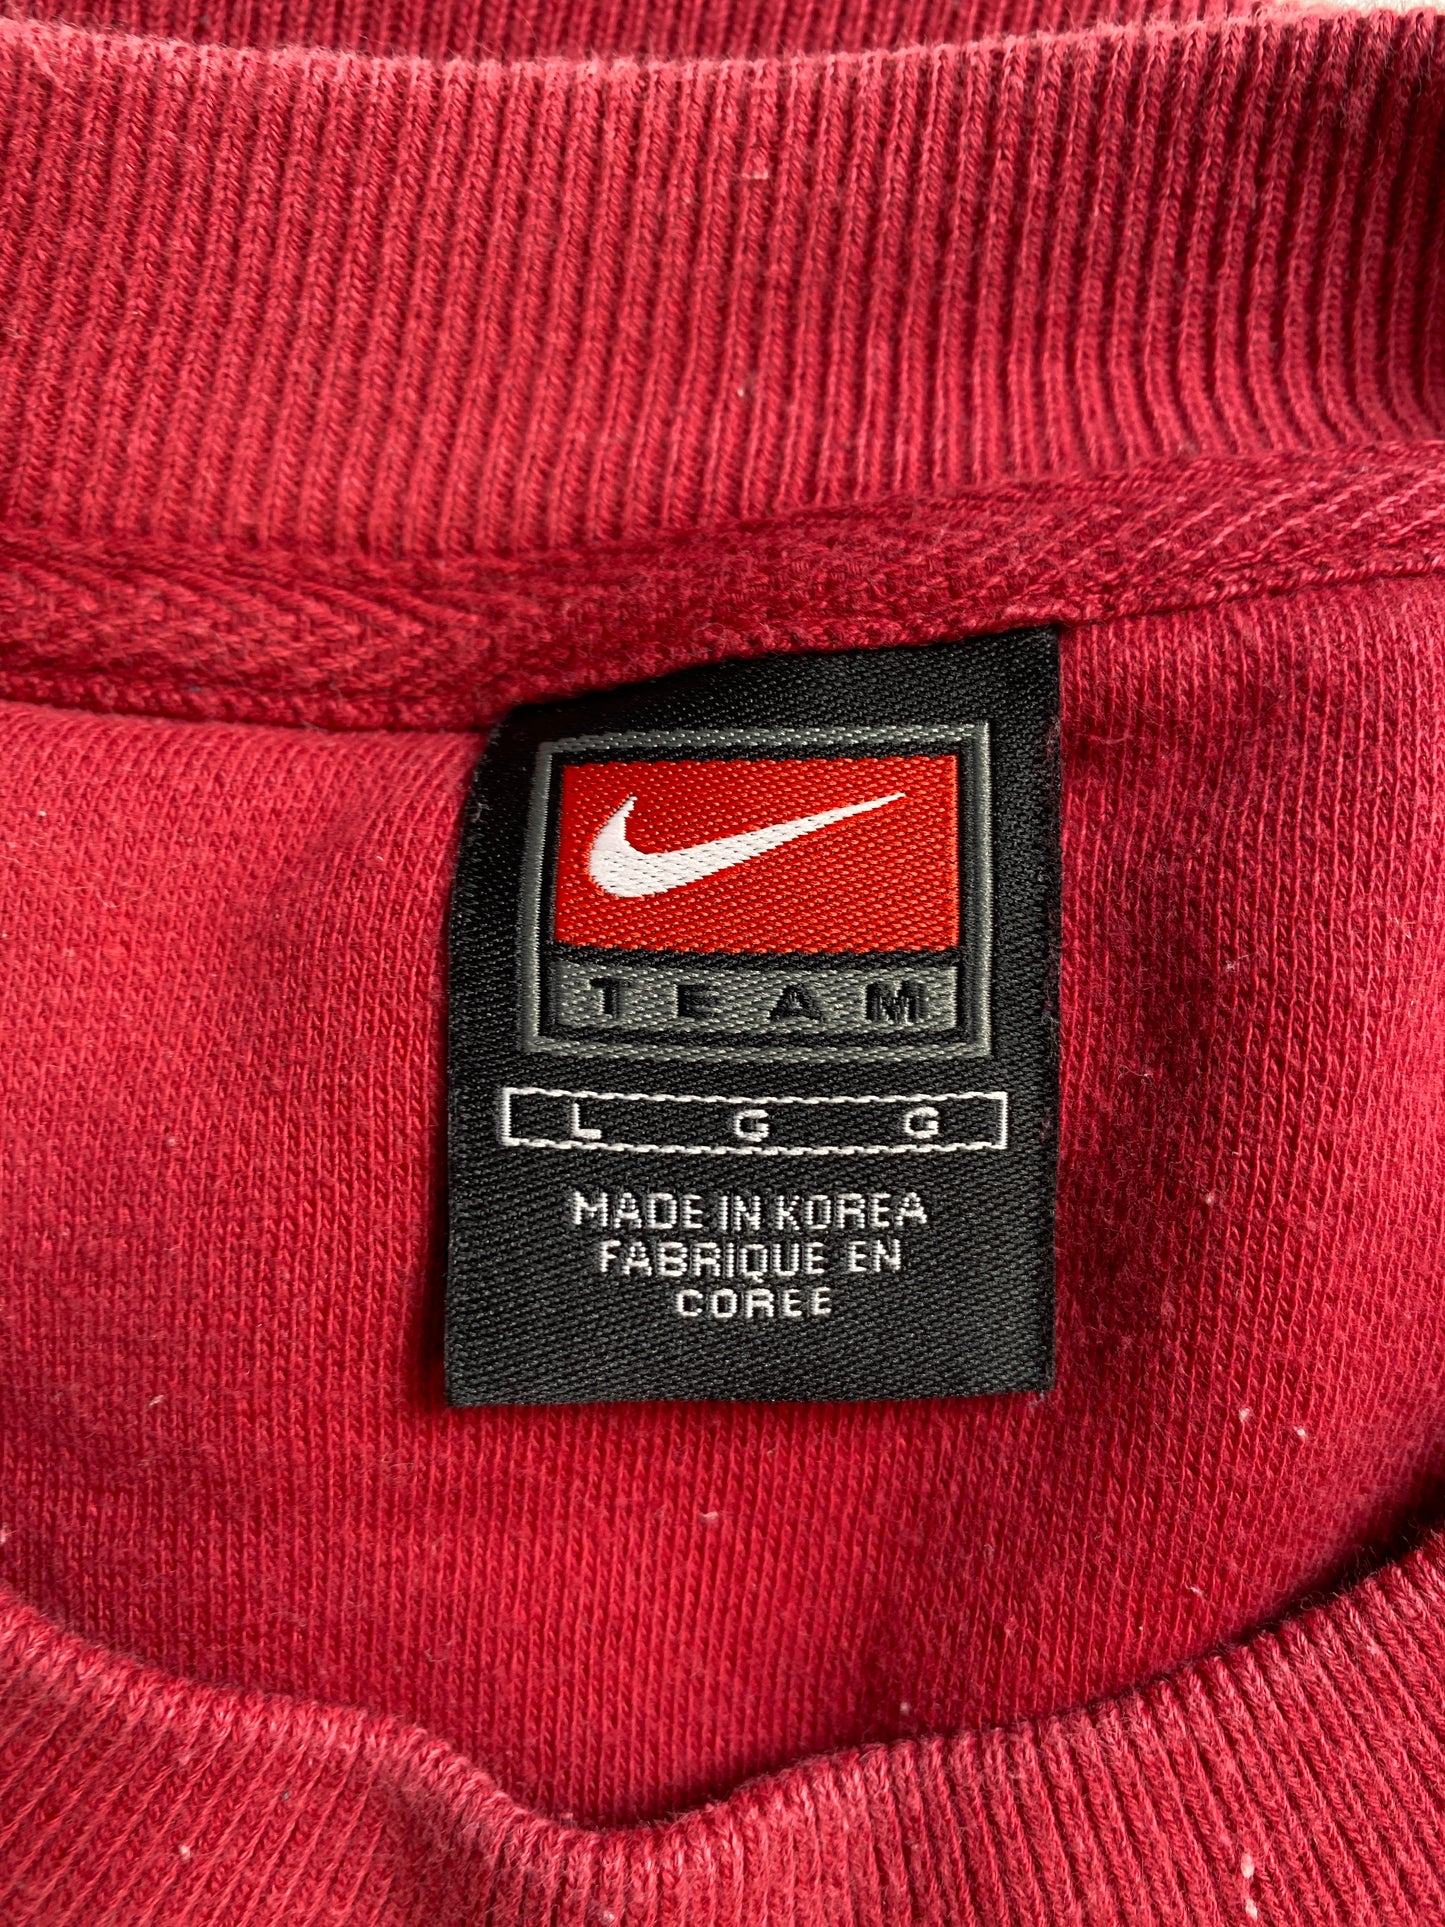 TEAM
L G G
MADE IN KOREA
FABRIQUE EN
COREE